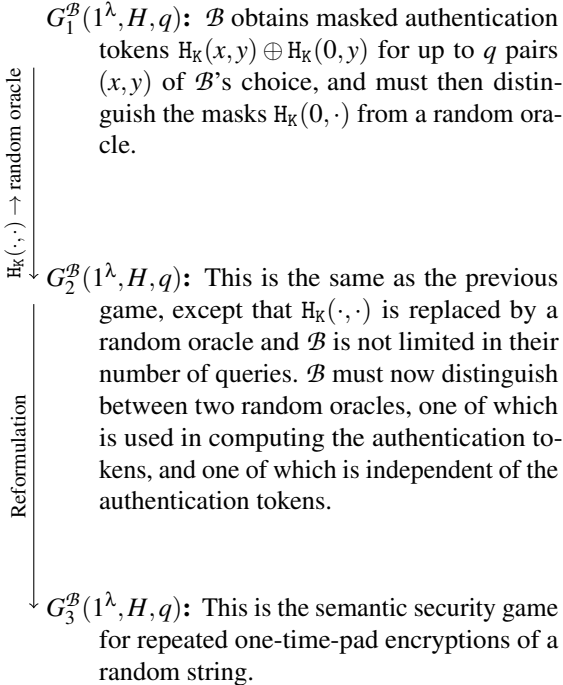 G₁^ℬ(1^λ, H, q): ℬ obtains masked authentication
tokens H_K(x,y) ⊕ H_K(0,y) for up to q pairs
(x,y) of ℬ's choice, and must then distin-
guish the masks H_K(0,·) from a random ora-
cle.
H_K(·,·) → random oracle
G₂^ℬ(1^λ, H, q): This is the same as the previous
game, except that H_K(·,·) is replaced by a
random oracle and ℬ is not limited in their
number of queries. ℬ must now distinguish
between two random oracles, one of which
is used in computing the authentication to-
kens, and one of which is independent of the
authentication tokens.
Reformulation
G₃^ℬ(1^λ, H, q): This is the semantic security game
for repeated one-time-pad encryptions of a
random string.